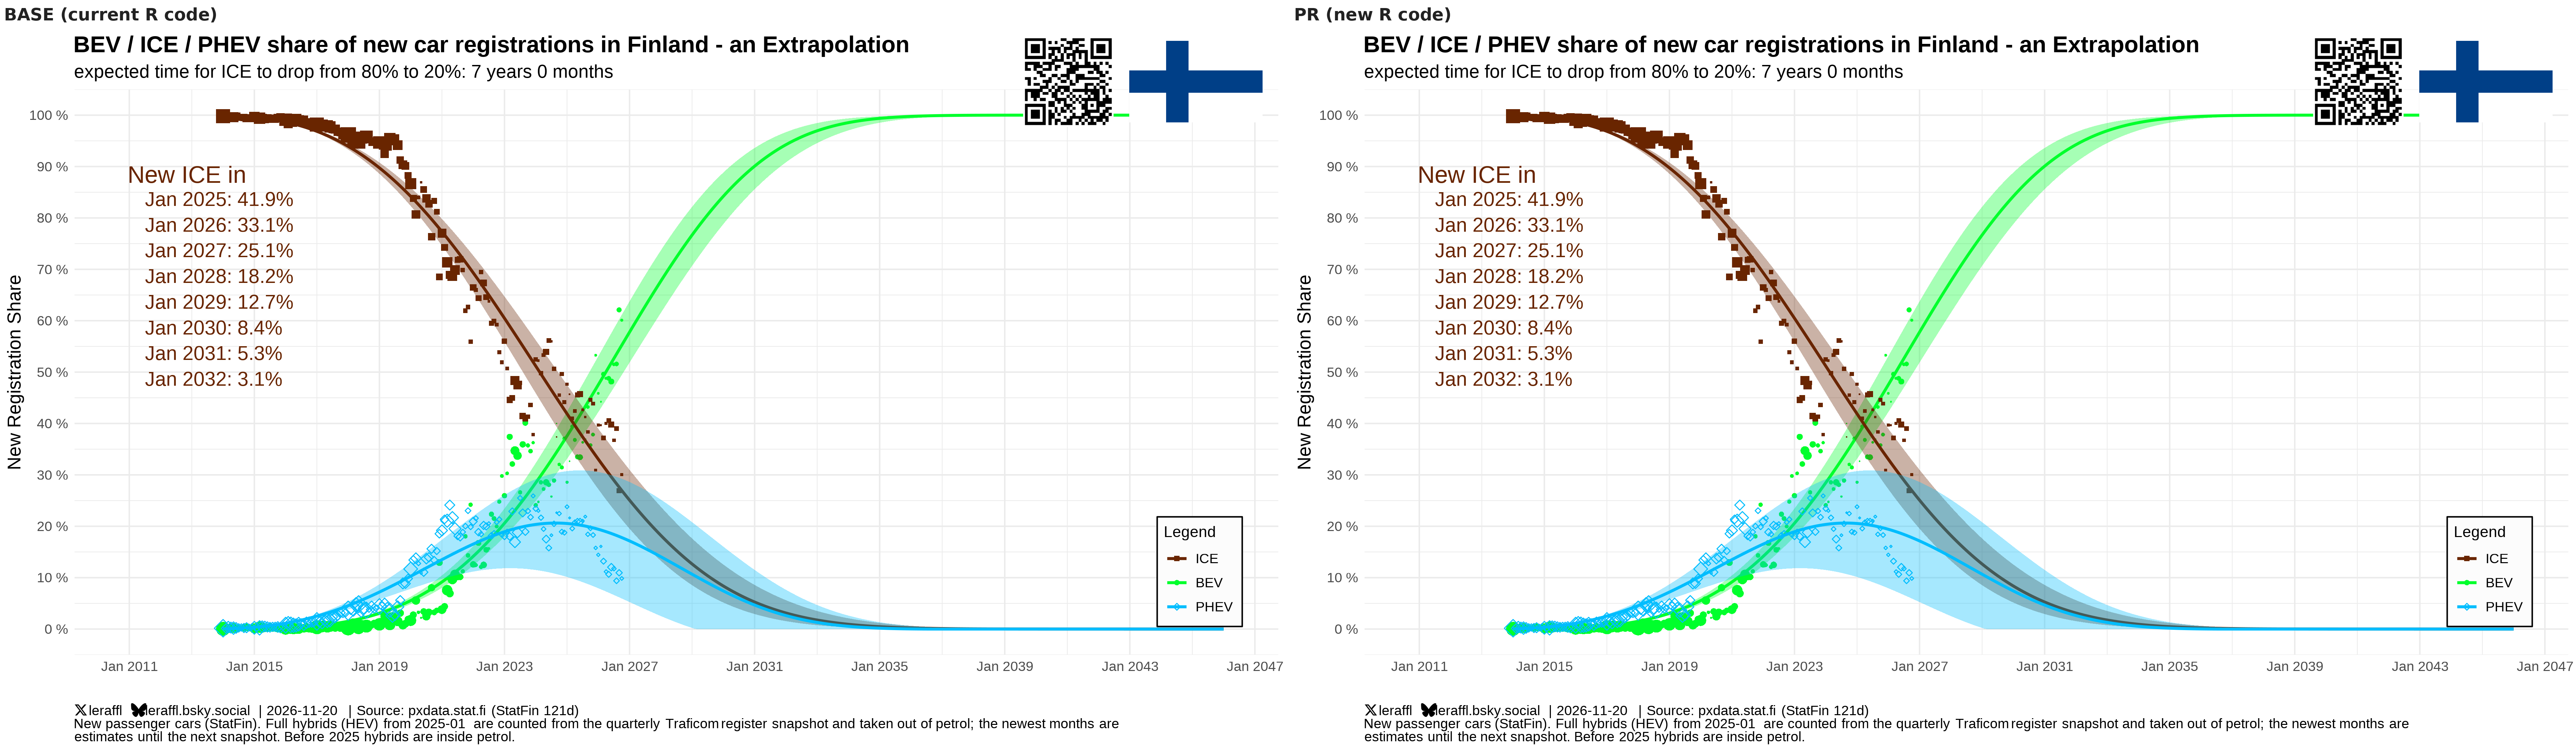 BASE (current R code)
BEV / ICE / PHEV share of new car registrations in Finland - an Extrapolation
expected time for ICE to drop from 80% to 20%: 7 years 0 months
100 %
90 %
80 %
70 %
60 %
50 %
40 %
30 %
20 %
10 %
0 %
New Registration Share
New ICE in
Jan 2025: 41.9%
Jan 2026: 33.1%
Jan 2027: 25.1%
Jan 2028: 18.2%
Jan 2029: 12.7%
Jan 2030: 8.4%
Jan 2031: 5.3%
Jan 2032: 3.1%
Legend
ICE
BEV
PHEV
Jan 2011 Jan 2015 Jan 2019 Jan 2023 Jan 2027 Jan 2031 Jan 2035 Jan 2039 Jan 2043 Jan 2047
leraffl leraffl.bsky.social | 2026-11-20 | Source: pxdata.stat.fi (StatFin 121d)
New passenger cars (StatFin). Full hybrids (HEV) from 2025-01 are counted from the quarterly Traficom register snapshot and taken out of petrol; the newest months are
estimates until the next snapshot. Before 2025 hybrids are inside petrol.
PR (new R code)
BEV / ICE / PHEV share of new car registrations in Finland - an Extrapolation
expected time for ICE to drop from 80% to 20%: 7 years 0 months
100 %
90 %
80 %
70 %
60 %
50 %
40 %
30 %
20 %
10 %
0 %
New Registration Share
New ICE in
Jan 2025: 41.9%
Jan 2026: 33.1%
Jan 2027: 25.1%
Jan 2028: 18.2%
Jan 2029: 12.7%
Jan 2030: 8.4%
Jan 2031: 5.3%
Jan 2032: 3.1%
Legend
ICE
BEV
PHEV
Jan 2011 Jan 2015 Jan 2019 Jan 2023 Jan 2027 Jan 2031 Jan 2035 Jan 2039 Jan 2043 Jan 2047
leraffl leraffl.bsky.social | 2026-11-20 | Source: pxdata.stat.fi (StatFin 121d)
New passenger cars (StatFin). Full hybrids (HEV) from 2025-01 are counted from the quarterly Traficom register snapshot and taken out of petrol; the newest months are
estimates until the next snapshot. Before 2025 hybrids are inside petrol.